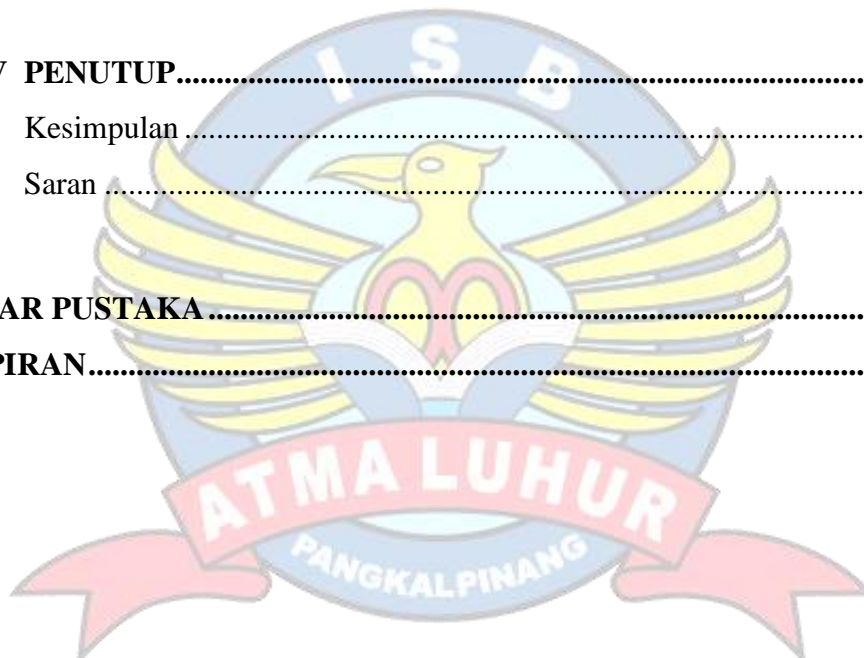 PENUTUP
Kesimpulan
Saran
AR PUSTAKA
PIRAN
I S B
ATMA LUHUR
PANGKALPINANG